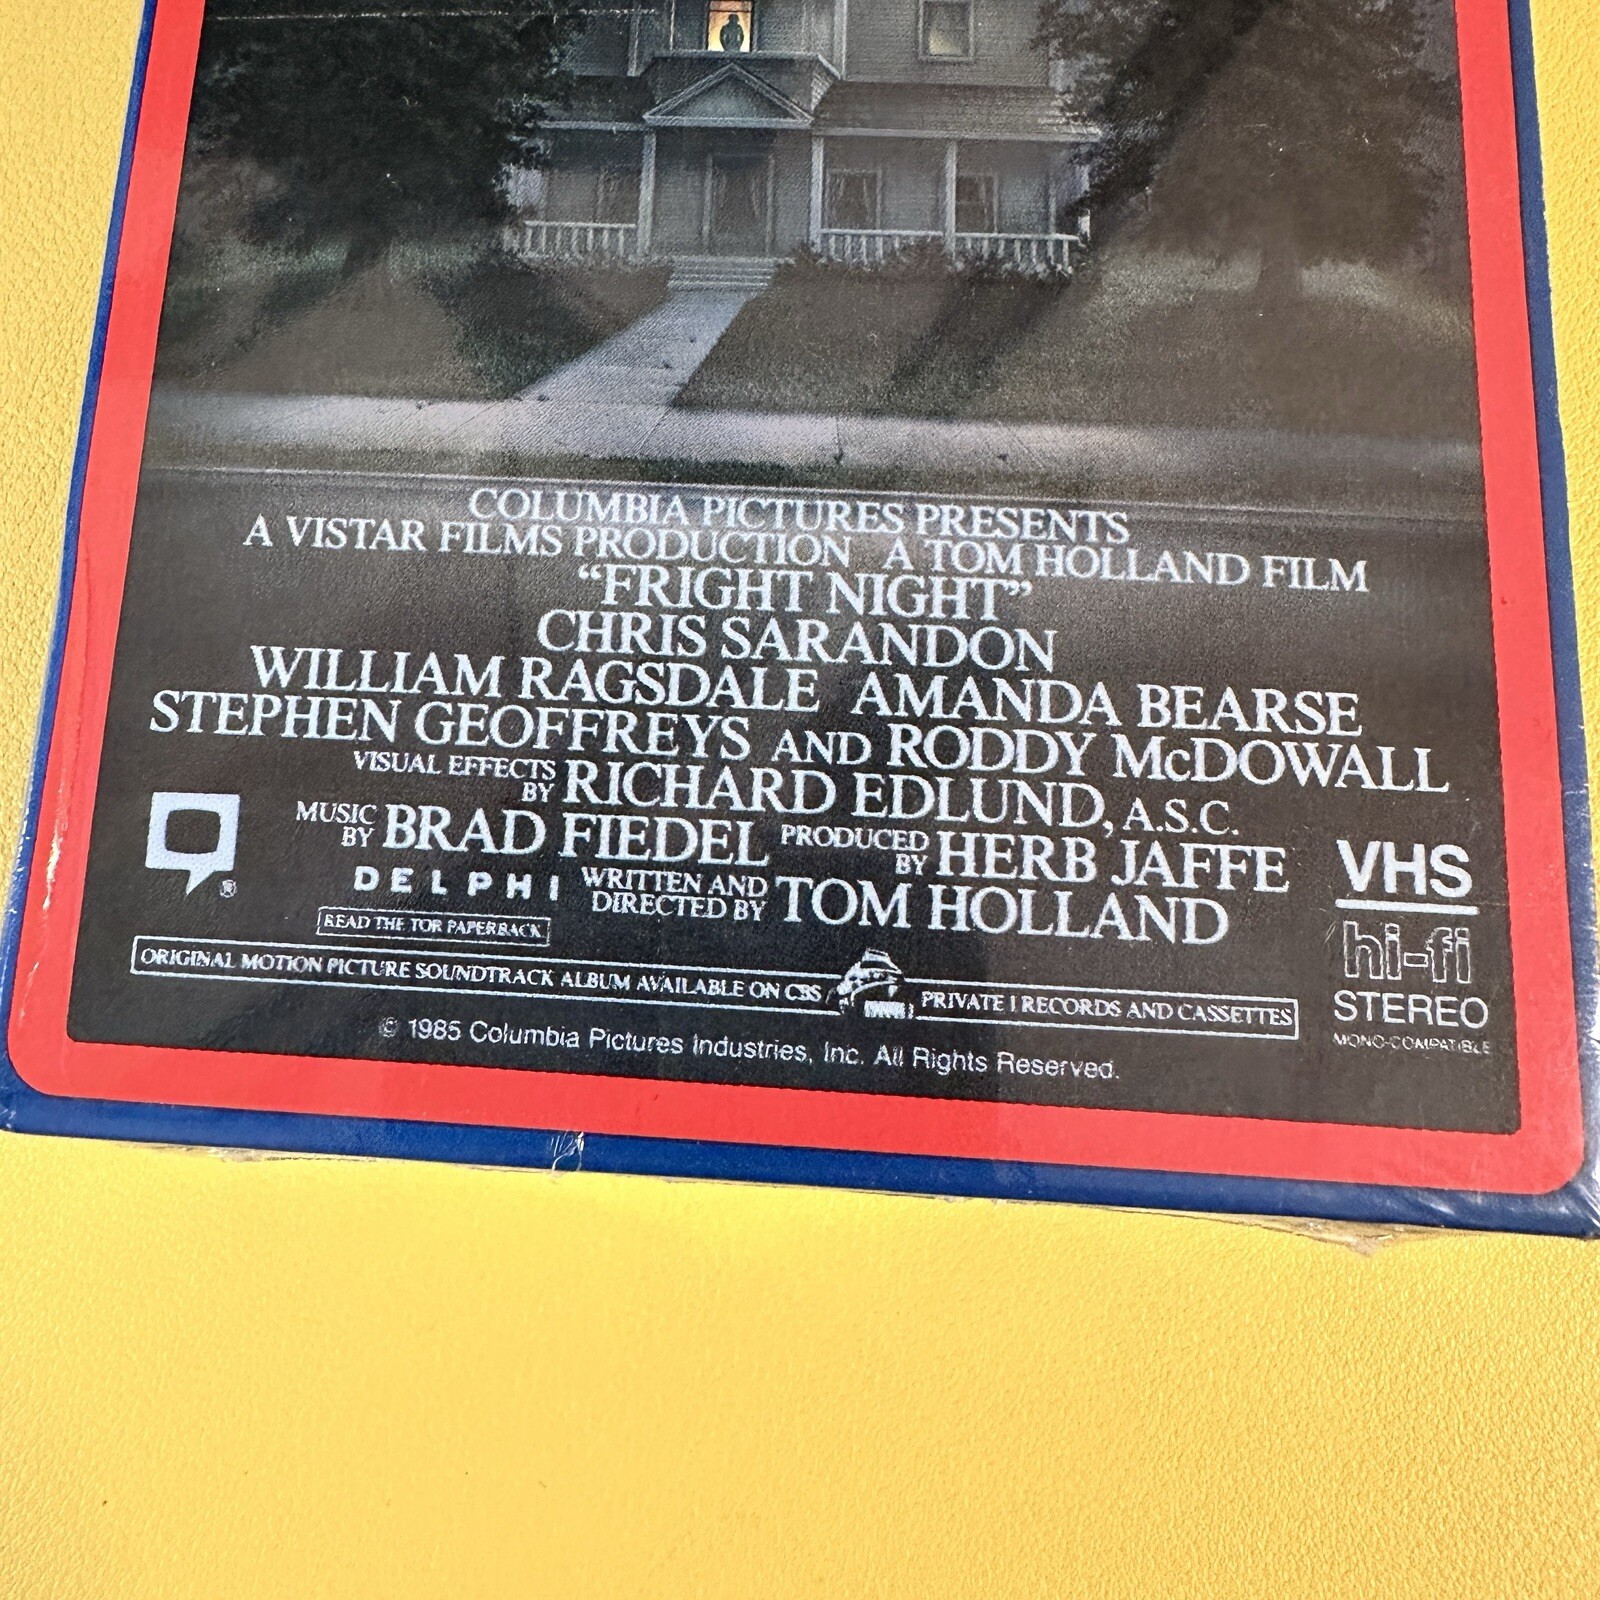 COLUMBIA PICTURES PRESENTS
A VISTAR FILMS PRODUCTION A TOM HOLLAND FILM
“FRIGHT NIGHT”
CHRIS SARANDON
WILLIAM RAGSDALE AMANDA BEARSE
STEPHEN GEOFFREYS AND RODDY McDOWALL
VISUAL EFFECTS BY RICHARD EDLUND, A.S.C.
MUSIC BY BRAD FIEDEL PRODUCED BY HERB JAFFE
DELPHI WRITTEN AND DIRECTED BY TOM HOLLAND
READ THE TOR PAPERBACK
ORIGINAL MOTION PICTURE SOUNDTRACK ALBUM AVAILABLE ON CBS PRIVATE I RECORDS AND CASSETTES
© 1985 Columbia Pictures Industries, Inc. All Rights Reserved.
®
VHS
hi-fi
STEREO
MONO-COMPATIBLE